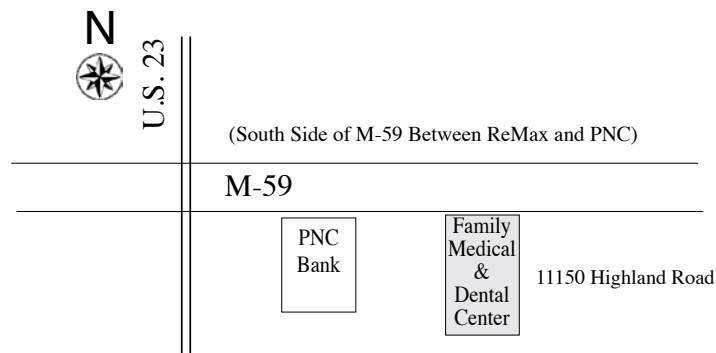 N
U.S. 23
(South Side of M-59 Between ReMax and PNC)
M-59
PNC
Bank
Family
Medical
&
Dental
Center
11150 Highland Road